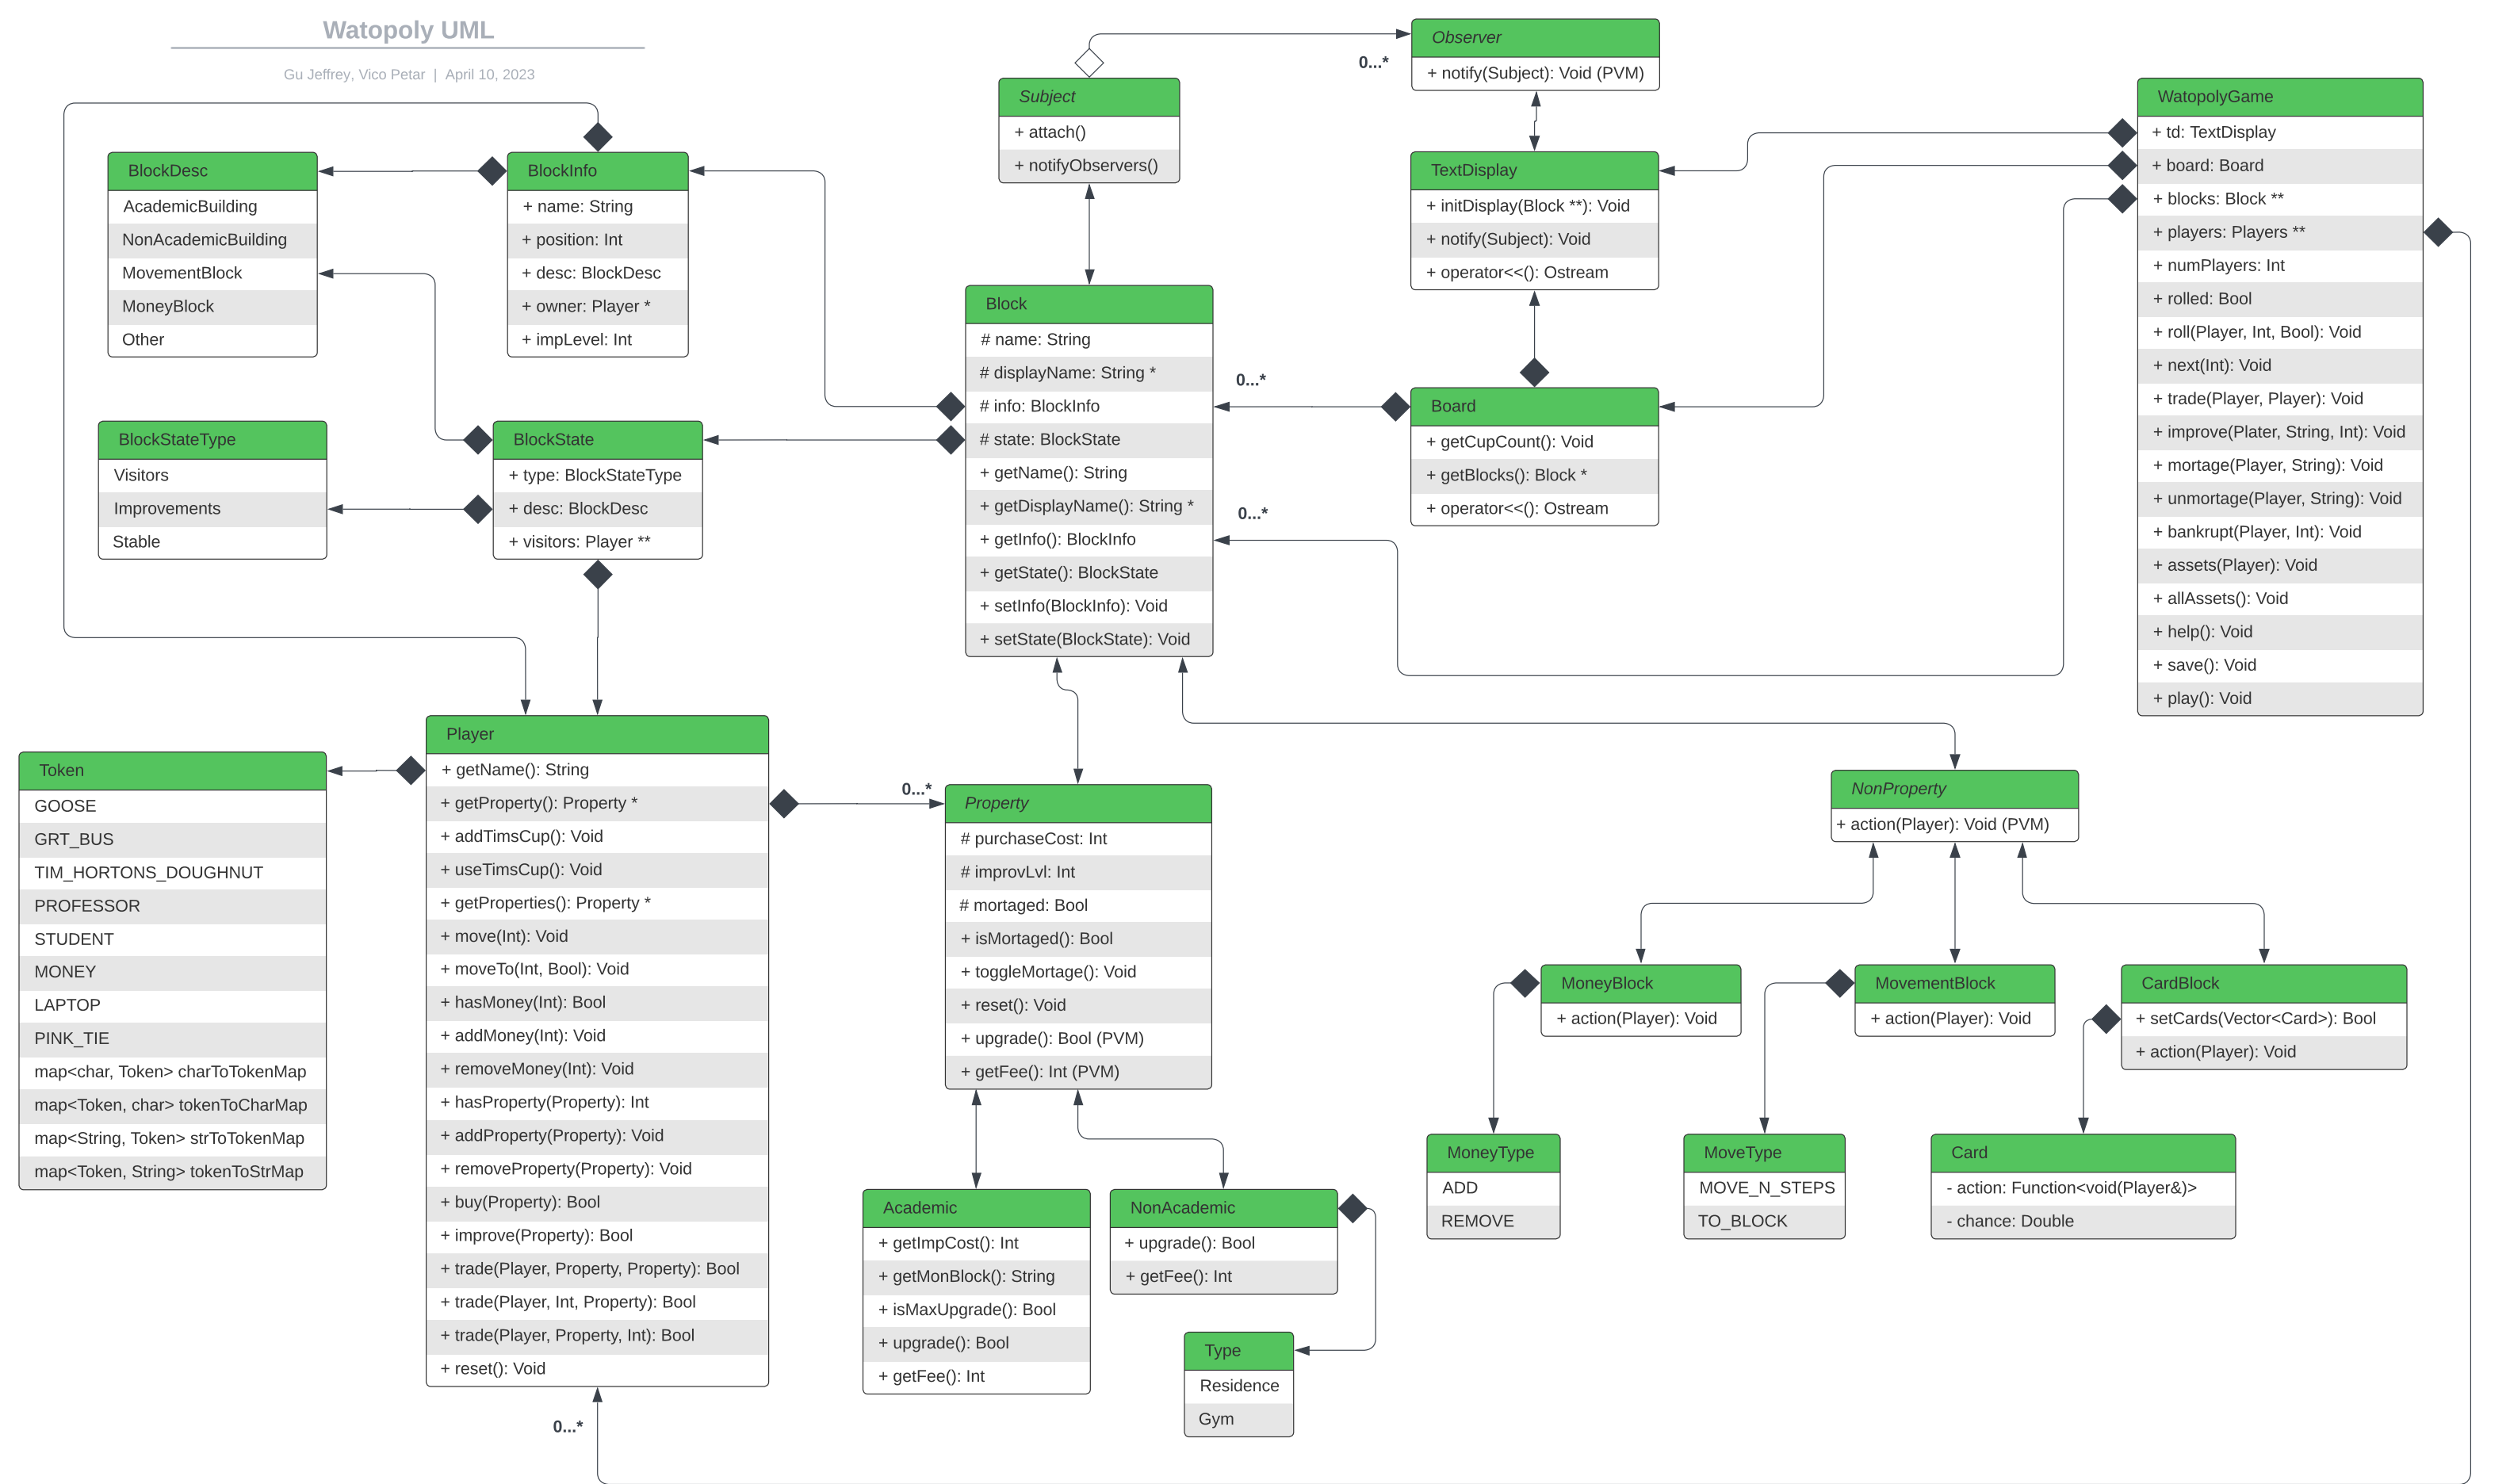 Watopoly UML
Gu Jeffrey, Vico Petar | April 10, 2023
Observer
+ notify(Subject): Void (PVM)
0...*
Subject
+ attach()
+ notifyObservers()
WatopolyGame
+ td: TextDisplay
+ board: Board
+ blocks: Block **
+ players: Players **
+ numPlayers: Int
+ rolled: Bool
+ roll(Player, Int, Bool): Void
+ next(Int): Void
+ trade(Player, Player): Void
+ improve(Plater, String, Int): Void
+ mortage(Player, String): Void
+ unmortage(Player, String): Void
+ bankrupt(Player, Int): Void
+ assets(Player): Void
+ allAssets(): Void
+ help(): Void
+ save(): Void
+ play(): Void
BlockDesc
AcademicBuilding
NonAcademicBuilding
MovementBlock
MoneyBlock
Other
BlockInfo
+ name: String
+ position: Int
+ desc: BlockDesc
+ owner: Player *
+ impLevel: Int
TextDisplay
+ initDisplay(Block **): Void
+ notify(Subject): Void
+ operator<<(): Ostream
Block
# name: String
# displayName: String *
# info: BlockInfo
# state: BlockState
+ getName(): String
+ getDisplayName(): String *
+ getInfo(): BlockInfo
+ getState(): BlockState
+ setInfo(BlockInfo): Void
+ setState(BlockState): Void
0...*
0...*
Board
+ getCupCount(): Void
+ getBlocks(): Block *
+ operator<<(): Ostream
BlockStateType
Visitors
Improvements
Stable
BlockState
+ type: BlockStateType
+ desc: BlockDesc
+ visitors: Player **
Token
GOOSE
GRT_BUS
TIM_HORTONS_DOUGHNUT
PROFESSOR
STUDENT
MONEY
LAPTOP
PINK_TIE
map<char, Token> charToTokenMap
map<Token, char> tokenToCharMap
map<String, Token> strToTokenMap
map<Token, String> tokenToStrMap
Player
+ getName(): String
+ getProperty(): Property *
+ addTimsCup(): Void
+ useTimsCup(): Void
+ getProperties(): Property *
+ move(Int): Void
+ moveTo(Int, Bool): Void
+ hasMoney(Int): Bool
+ addMoney(Int): Void
+ removeMoney(Int): Void
+ hasProperty(Property): Int
+ addProperty(Property): Void
+ removeProperty(Property): Void
+ buy(Property): Bool
+ improve(Property): Bool
+ trade(Player, Property, Property): Bool
+ trade(Player, Int, Property): Bool
+ trade(Player, Property, Int): Bool
+ reset(): Void
0...*
0...*
Property
# purchaseCost: Int
# improvLvl: Int
# mortaged: Bool
+ isMortaged(): Bool
+ toggleMortage(): Void
+ reset(): Void
+ upgrade(): Bool (PVM)
+ getFee(): Int (PVM)
NonProperty
+ action(Player): Void (PVM)
MoneyBlock
+ action(Player): Void
MovementBlock
+ action(Player): Void
CardBlock
+ setCards(Vector<Card>): Bool
+ action(Player): Void
MoneyType
ADD
REMOVE
MoveType
MOVE_N_STEPS
TO_BLOCK
Card
- action: Function<void(Player&)>
- chance: Double
Academic
+ getImpCost(): Int
+ getMonBlock(): String
+ isMaxUpgrade(): Bool
+ upgrade(): Bool
+ getFee(): Int
NonAcademic
+ upgrade(): Bool
+ getFee(): Int
Type
Residence
Gym